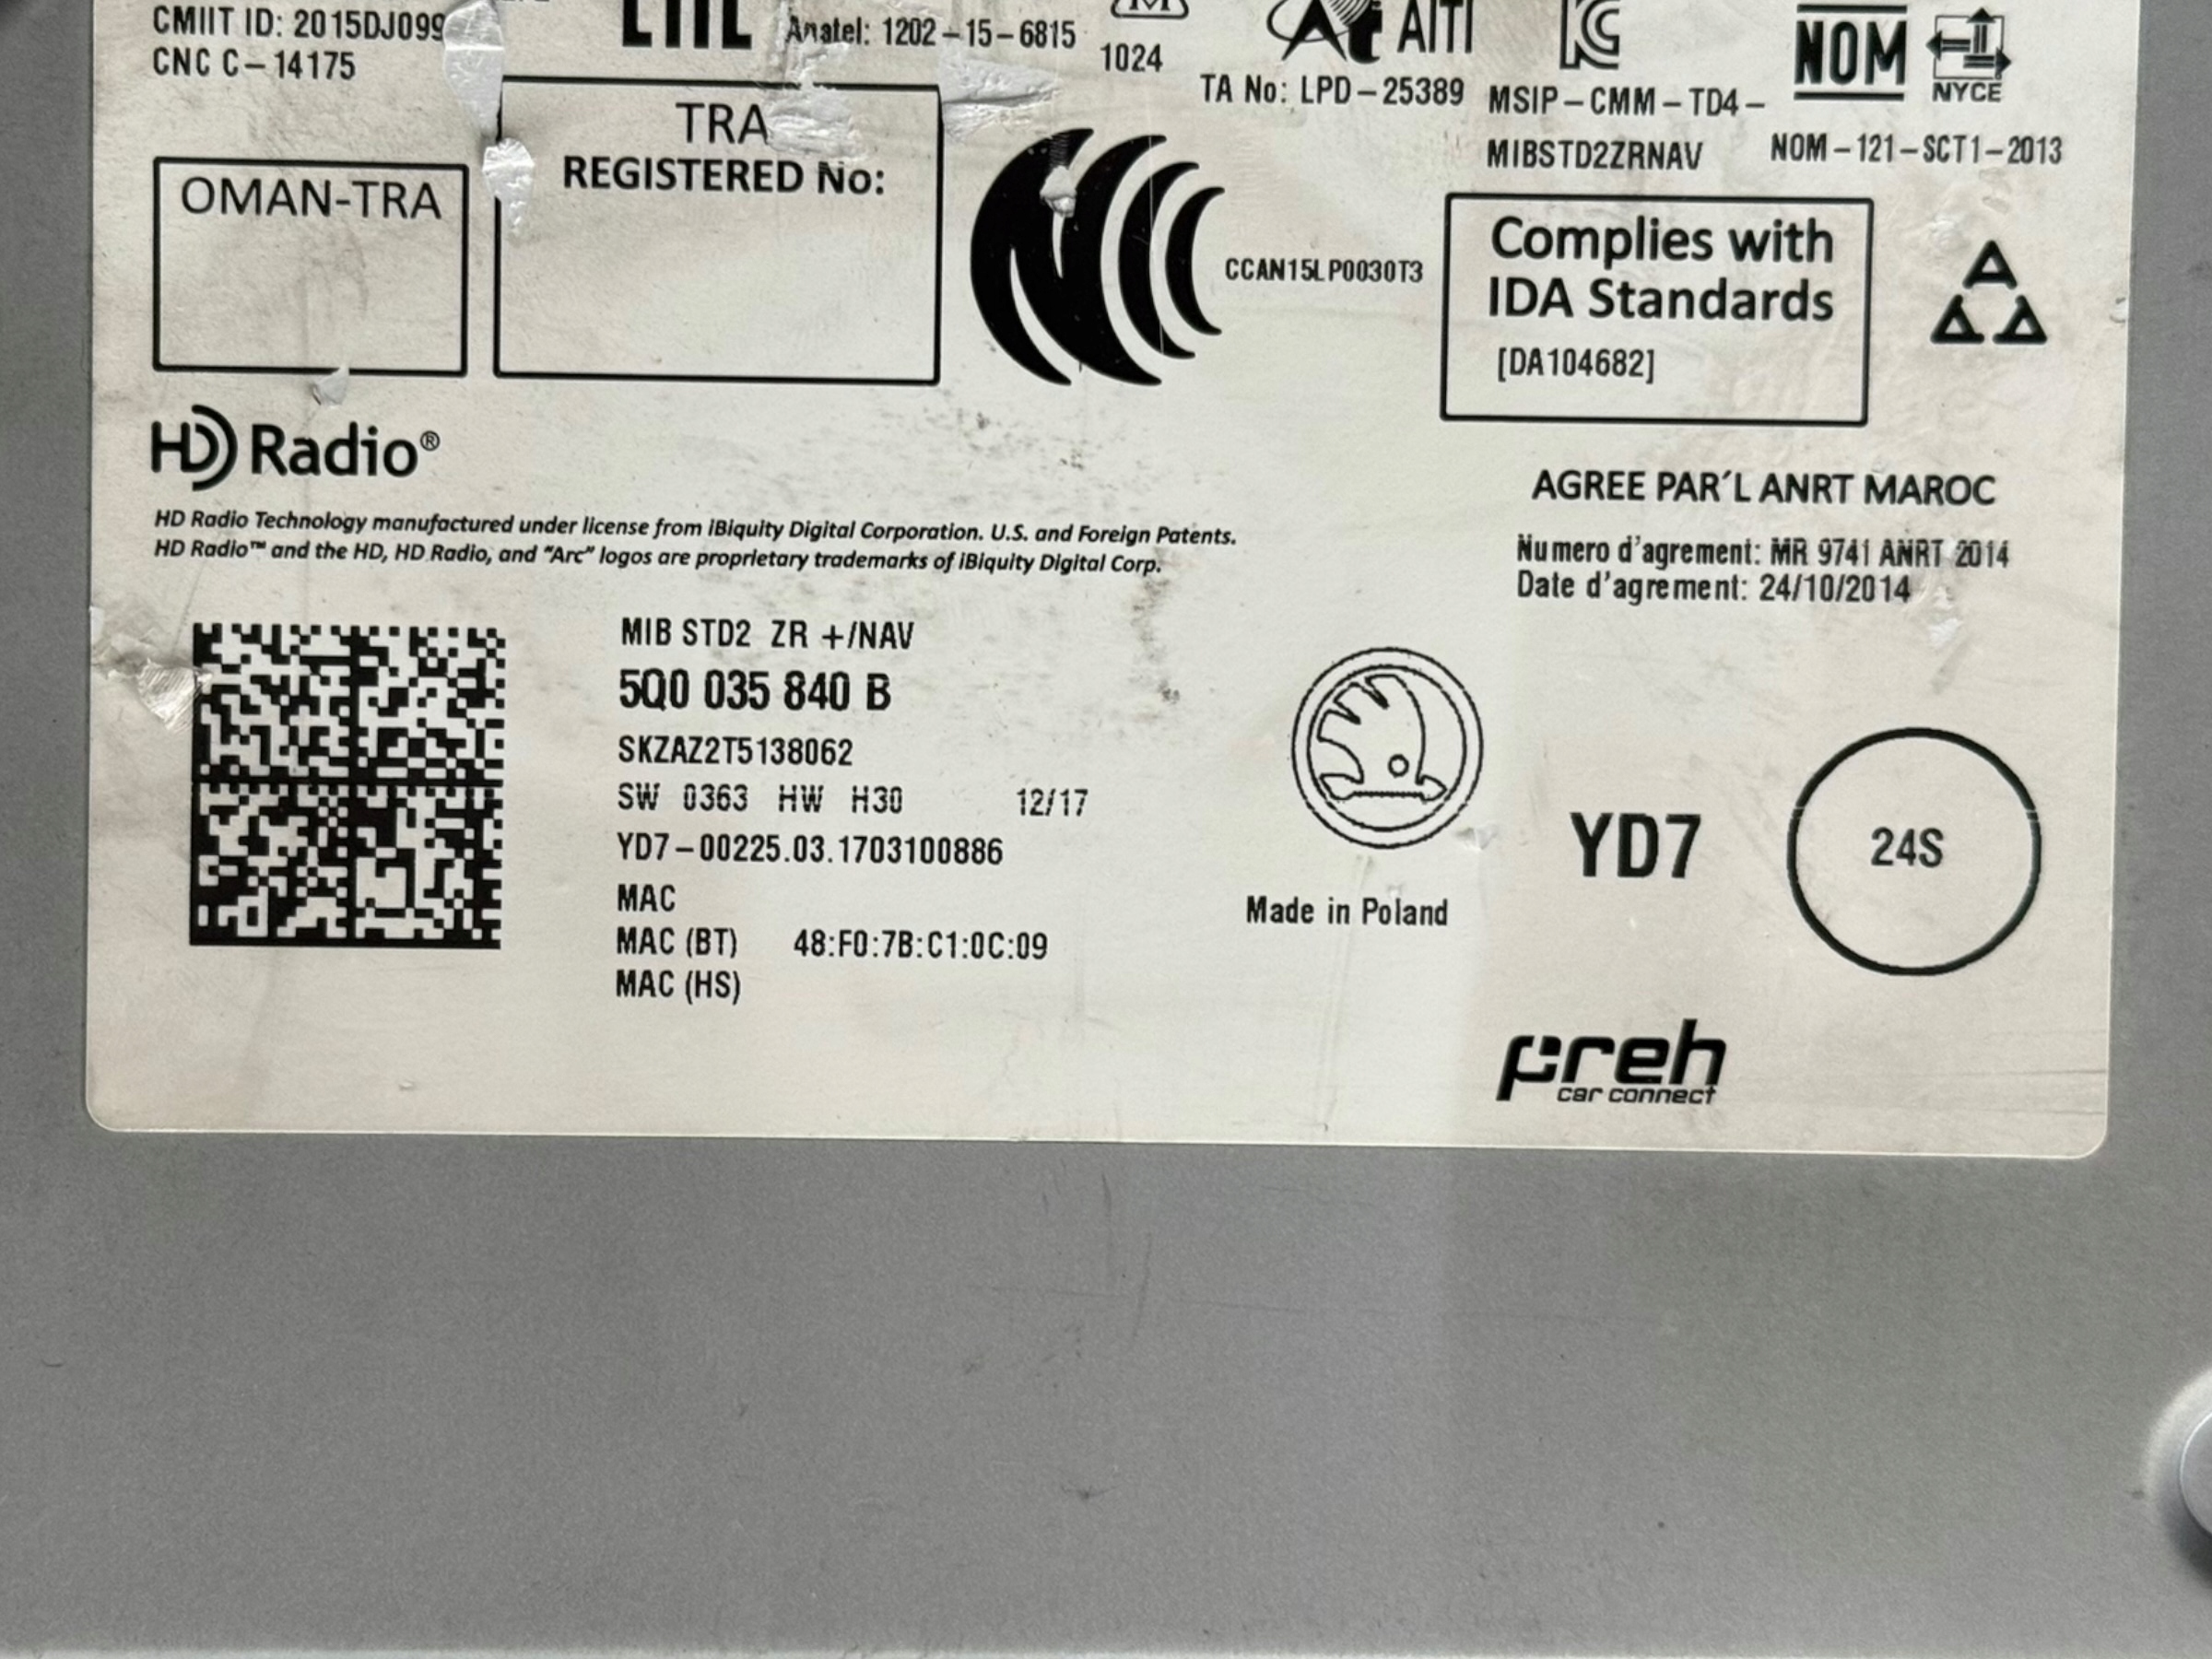 CMIIT ID: 2015DJ099
CNC C-14175
Anatel: 1202-15-6815
1024
AITI
TA No: LPD-25389
MSIP-CMM-TD4-
MIBSTD2ZRNAV
NOM
NYCE
NOM-121-SCT1-2013
OMAN-TRA
TRA
REGISTERED No:
CCAN15LP0030T3
Complies with
IDA Standards
[DA104682]
HD Radio®
HD Radio Technology manufactured under license from iBiquity Digital Corporation. U.S. and Foreign Patents.
HD Radio™ and the HD, HD Radio, and "Arc" logos are proprietary trademarks of iBiquity Digital Corp.
AGREE PAR´L ANRT MAROC
Numero d'agrement: MR 9741 ANRT 2014
Date d'agrement: 24/10/2014
MIB STD2 ZR +/NAV
5Q0 035 840 B
SKZAZ2T5138062
SW 0363 HW H30 12/17
YD7-00225.03.1703100886
MAC
MAC (BT) 48:F0:7B:C1:0C:09
MAC (HS)
Made in Poland
YD7
24S
preh
car connect